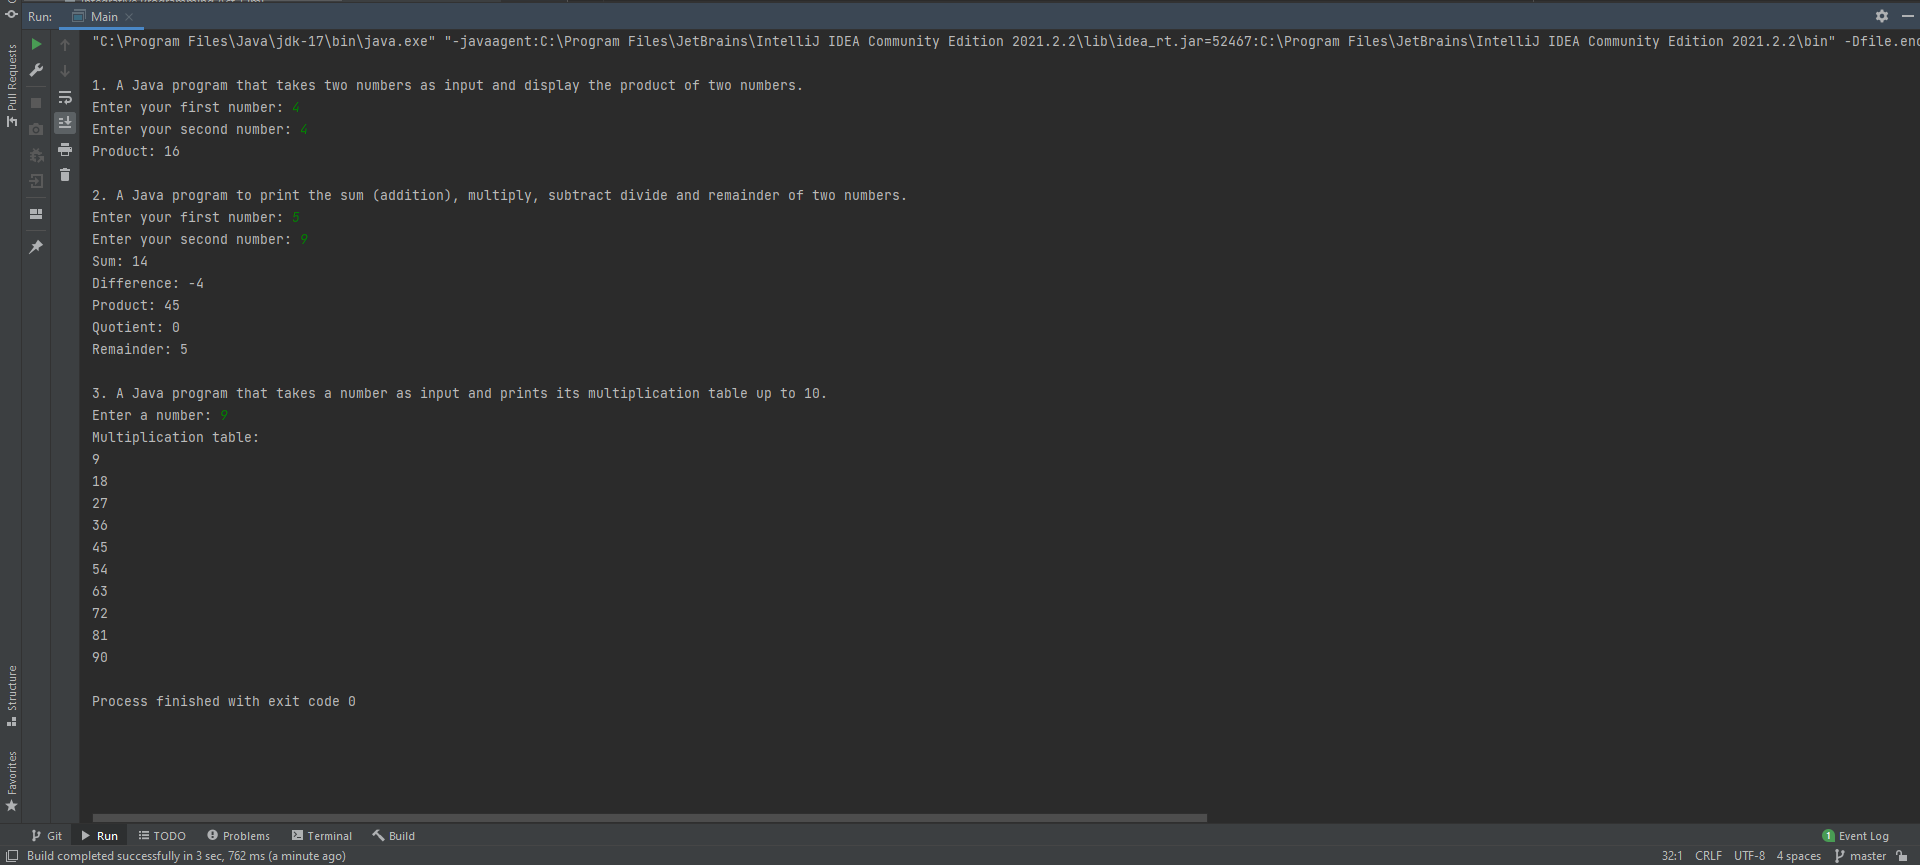 Run: Main
"C:\Program Files\Java\jdk-17\bin\java.exe" "-javaagent:C:\Program Files\JetBrains\IntelliJ IDEA Community Edition 2021.2.2\lib\idea_rt.jar=52467:C:\Program Files\JetBrains\IntelliJ IDEA Community Edition 2021.2.2\bin" -Dfile.enc
Pull Requests
1. A Java program that takes two numbers as input and display the product of two numbers.
Enter your first number: 4
Enter your second number: 4
Product: 16
2. A Java program to print the sum (addition), multiply, subtract divide and remainder of two numbers.
Enter your first number: 5
Enter your second number: 9
Sum: 14
Difference: -4
Product: 45
Quotient: 0
Remainder: 5
3. A Java program that takes a number as input and prints its multiplication table up to 10.
Enter a number: 9
Multiplication table:
9
18
27
36
45
54
63
72
81
90
Process finished with exit code 0
Structure
Favorites
Git Run TODO Problems Terminal Build 1 Event Log
Build completed successfully in 3 sec, 762 ms (a minute ago) 32:1 CRLF UTF-8 4 spaces master